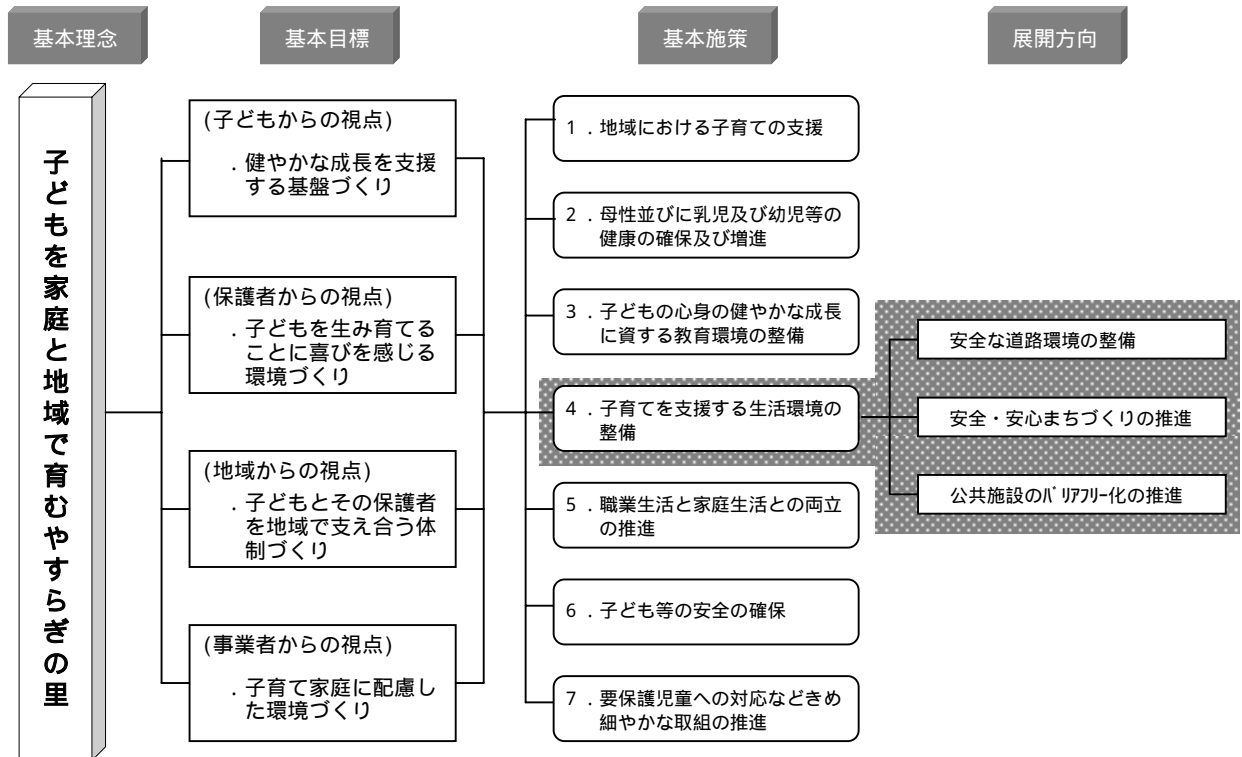 基本理念
基本目標
基本施策
展開方向
子どもを家庭と地域で育むやすらぎの里
(子どもからの視点)
．健やかな成長を支援
する基盤づくり
(保護者からの視点)
．子どもを生み育てる
ことに喜びを感じる
環境づくり
(地域からの視点)
．子どもとその保護者
を地域で支え合う体
制づくり
(事業者からの視点)
．子育て家庭に配慮し
た環境づくり
１．地域における子育ての支援
２．母性並びに乳児及び幼児等の
健康の確保及び増進
３．子どもの心身の健やかな成長
に資する教育環境の整備
４．子育てを支援する生活環境の
整備
５．職業生活と家庭生活との両立
の推進
６．子ども等の安全の確保
７．要保護児童への対応などきめ
細やかな取組の推進
安全な道路環境の整備
安全・安心まちづくりの推進
公共施設のﾊﾞﾘｱﾌﾘｰ化の推進